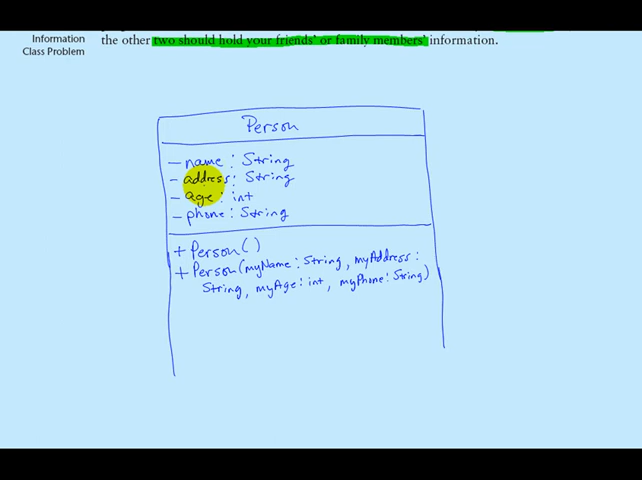 Information
Class Problem
the other two should hold your friends' or family members' information.
Person
- name : String
- address : String
- age : int
- phone : String
+ Person()
+ Person(myName : String, myAddress :
String, myAge : int, myPhone : String)